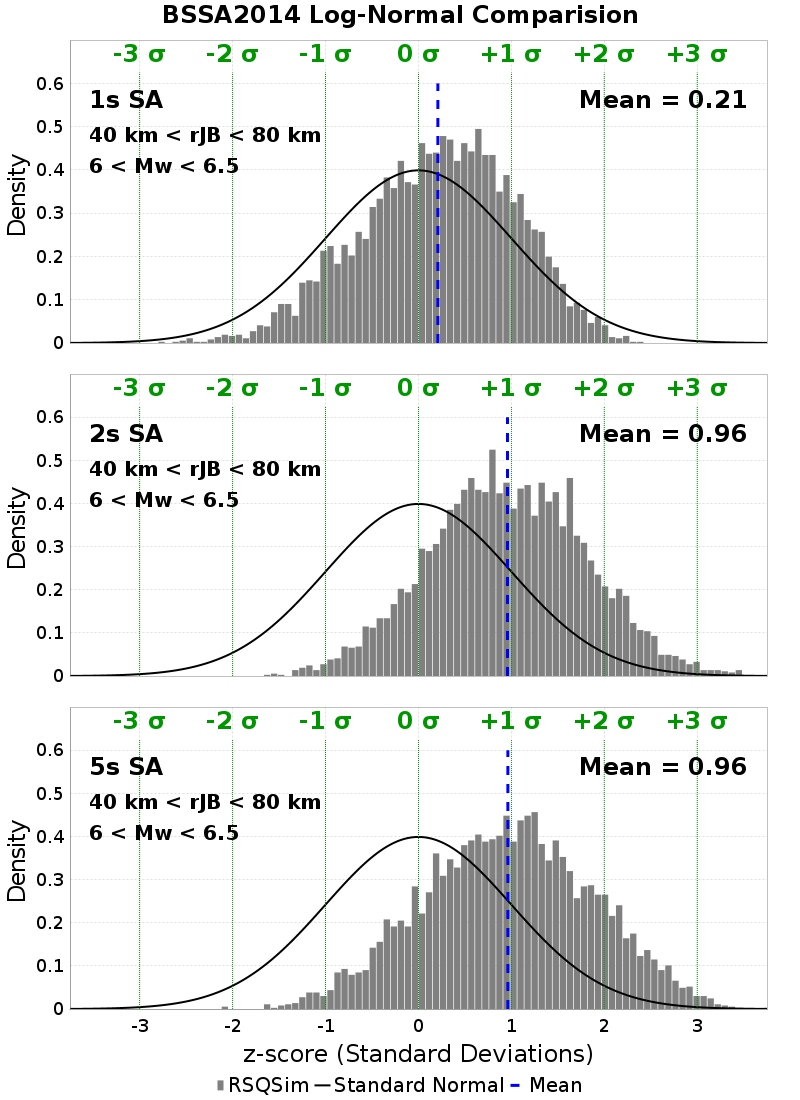 BSSA2014 Log-Normal Comparision
-3 σ -2 σ -1 σ 0 σ +1 σ +2 σ +3 σ
0.6
1s SA Mean = 0.21
0.5
40 km < rJB < 80 km
6 < Mw < 6.5
0.4
0.3
0.2
0.1
0
Density
-3 σ -2 σ -1 σ 0 σ +1 σ +2 σ +3 σ
0.6
2s SA Mean = 0.96
0.5
40 km < rJB < 80 km
6 < Mw < 6.5
0.4
0.3
0.2
0.1
0
Density
-3 σ -2 σ -1 σ 0 σ +1 σ +2 σ +3 σ
0.6
5s SA Mean = 0.96
0.5
40 km < rJB < 80 km
6 < Mw < 6.5
0.4
0.3
0.2
0.1
0
Density
-3 -2 -1 0 1 2 3
z-score (Standard Deviations)
RSQSim Standard Normal Mean